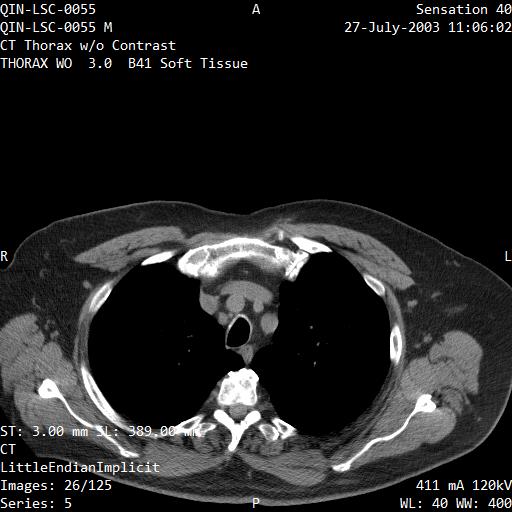 QIN-LSC-0055
A
Sensation 40
QIN-LSC-0055 M
27-July-2003 11:06:02
CT Thorax w/o Contrast
THORAX WO 3.0 B41 Soft Tissue
R
L
ST: 3.00 mm SL: 389.00 mm
CT
LittleEndianImplicit
Images: 26/125
411 mA 120kV
Series: 5
P
WL: 40 WW: 400